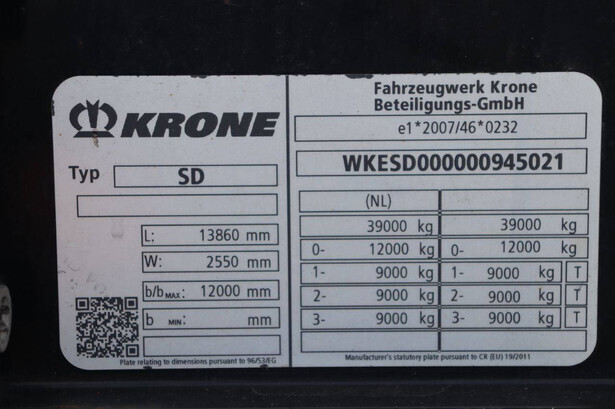 KRONE
Typ SD
L: 13860 mm
W: 2550 mm
b/bMAX: 12000 mm
b MIN: mm
Plate relating to dimensions pursuant to 96/53/EG
Fahrzeugwerk Krone
Beteiligungs-GmbH
e1*2007/46*0232
WKESD000000945021
(NL)
39000 kg 39000 kg
0- 12000 kg 0- 12000 kg
1- 9000 kg 1- 9000 kg T
2- 9000 kg 2- 9000 kg T
3- 9000 kg 3- 9000 kg T
Manufacturer's statutory plate pursuant to CR (EU) 19/2011